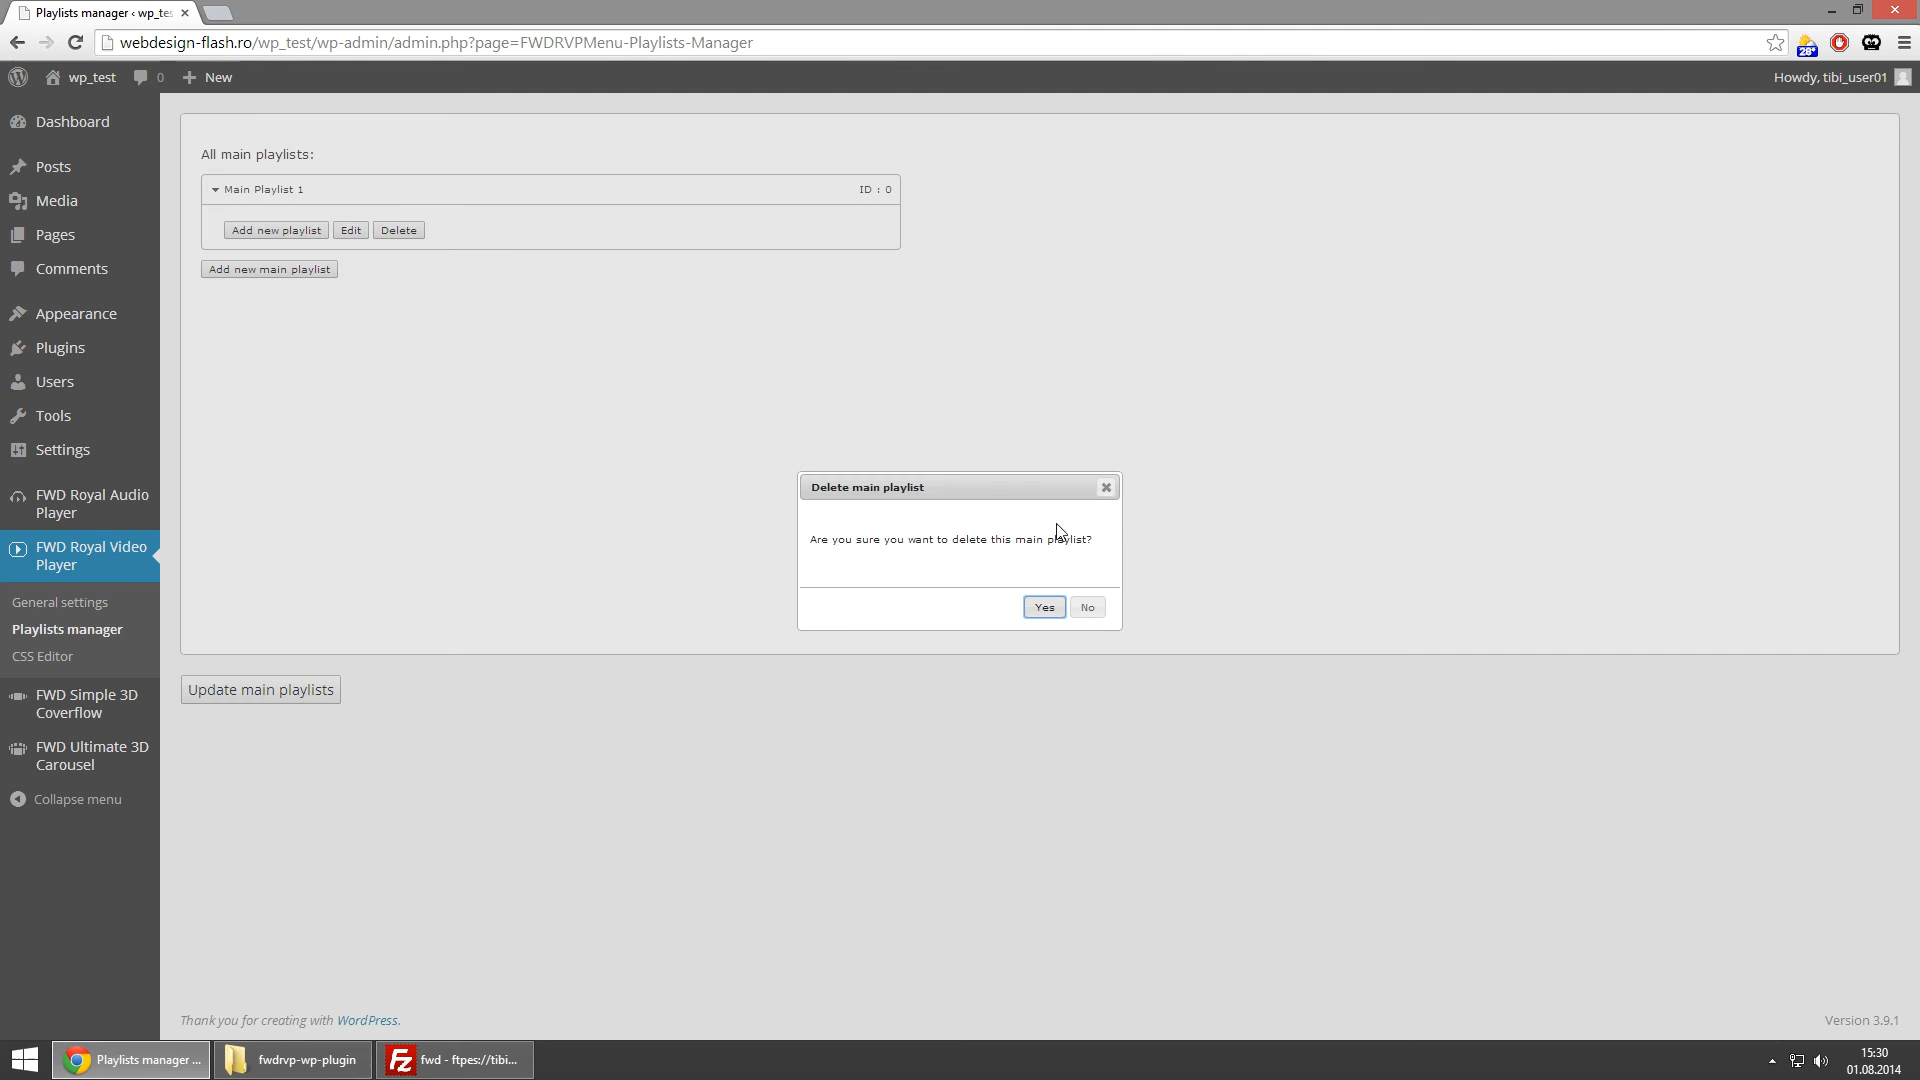 Playlists manager ‹ wp_tes
webdesign-flash.ro/wp_test/wp-admin/admin.php?page=FWDRVPMenu-Playlists-Manager
28°
wp_test
0
New
Howdy, tibi_user01
Dashboard
Posts
Media
Pages
Comments
Appearance
Plugins
Users
Tools
Settings
FWD Royal Audio
Player
FWD Royal Video
Player
General settings
Playlists manager
CSS Editor
FWD Simple 3D
Coverflow
FWD Ultimate 3D
Carousel
Collapse menu
All main playlists:
Main Playlist 1 ID : 0
Add new playlist Edit Delete
Add new main playlist
Delete main playlist
Are you sure you want to delete this main playlist?
Yes No
Update main playlists
Thank you for creating with WordPress.
Version 3.9.1
Playlists manager ...
fwdrvp-wp-plugin
Fz
fwd - ftpes://tibi...
15:30
01.08.2014